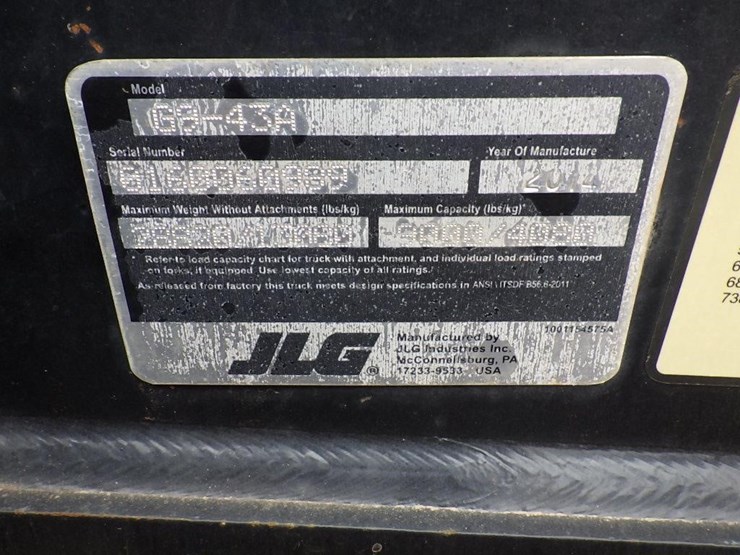 Model
G9-43A
Serial Number
Year Of Manufacture
Maximum Weight Without Attachments (lbs/kg)
Maximum Capacity (lbs/kg)*
* Refer to load capacity chart for truck with attachment, and individual load ratings stamped
on forks, if equipped. Use lowest capacity of all ratings.
As released from factory this truck meets design specifications in ANSI \ ITSDF B56.6-2011
1001154575A
JLG ®
Manufactured by
JLG Industries Inc.
McConnellsburg, PA
17233-9533 USA
6
68
73